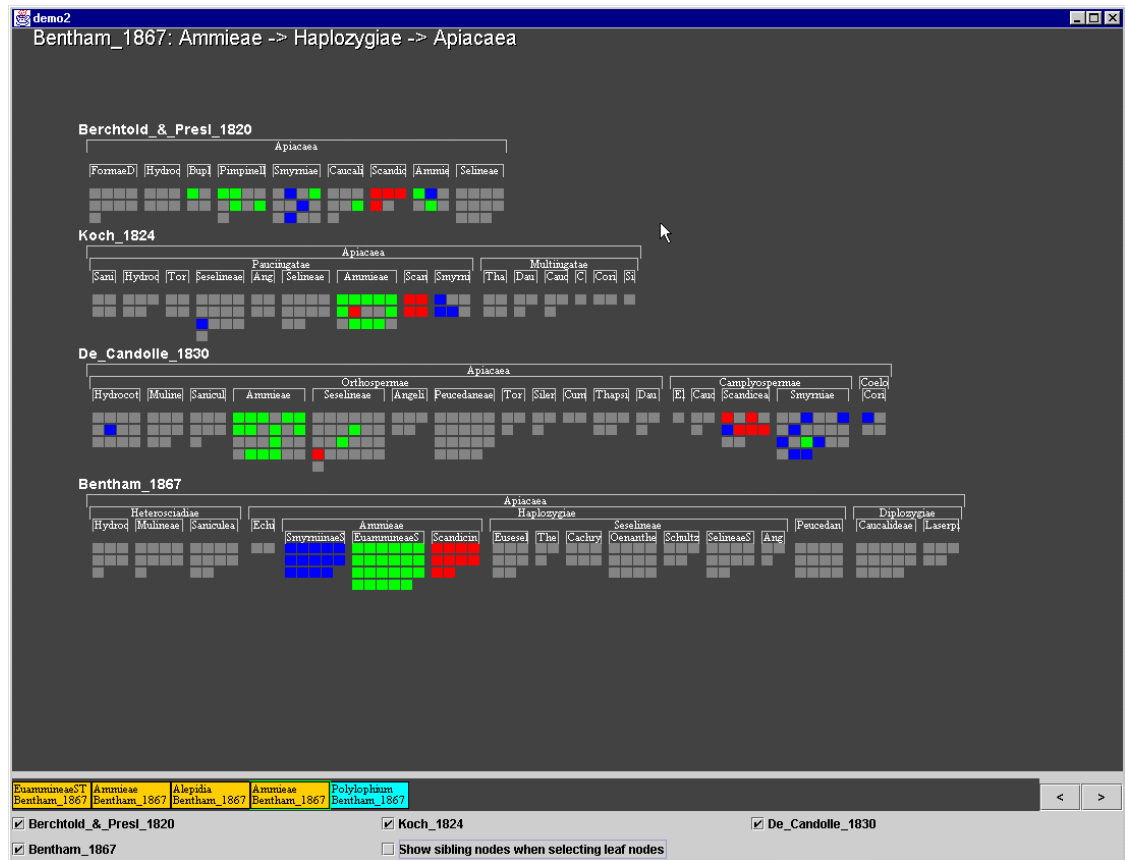 demo2
Bentham_1867: Ammieae -> Haplozygiae -> Apiacaea
Berchtold_&_Presl_1820
Apiacaea
FormaeD Hydroc Bupl Pimpinell Smyrniae Caucali Scandic Ammie Selineae
Koch_1824
Apiacaea
Paucijugatae Multijugatae
Sani Hydroc Tor Seselineae Ang Selineae Ammieae Scan Smyrni Tha Dau Cauc C Cori Si
De_Candolle_1830
Apiacaea
Orthospermae Camplyospermae Coelo
Hydrocot Muline Sanicul Ammieae Seselineae Angeli Peucedaneae Tor Siler Cum Thapsi Dau El Cauc Scandicea Smyrniae Cori
Bentham_1867
Apiacaea
Heterosciadiae Haplozygiae Diplozygiae
Hydroc Mulineae Saniculea Echi Ammieae Seselineae Peucedan Caucalideae Laserp
SmyrniinaeS EuammineaeS Scandicin Eusesel The Cachry Oenanthe Schultz SelineaeS Ang
EuammineaeST Ammieae Alepidia Ammieae Polylophium
Bentham_1867 Bentham_1867 Bentham_1867 Bentham_1867 Bentham_1867
< >
Berchtold_&_Presl_1820 Koch_1824 De_Candolle_1830
Bentham_1867 Show sibling nodes when selecting leaf nodes